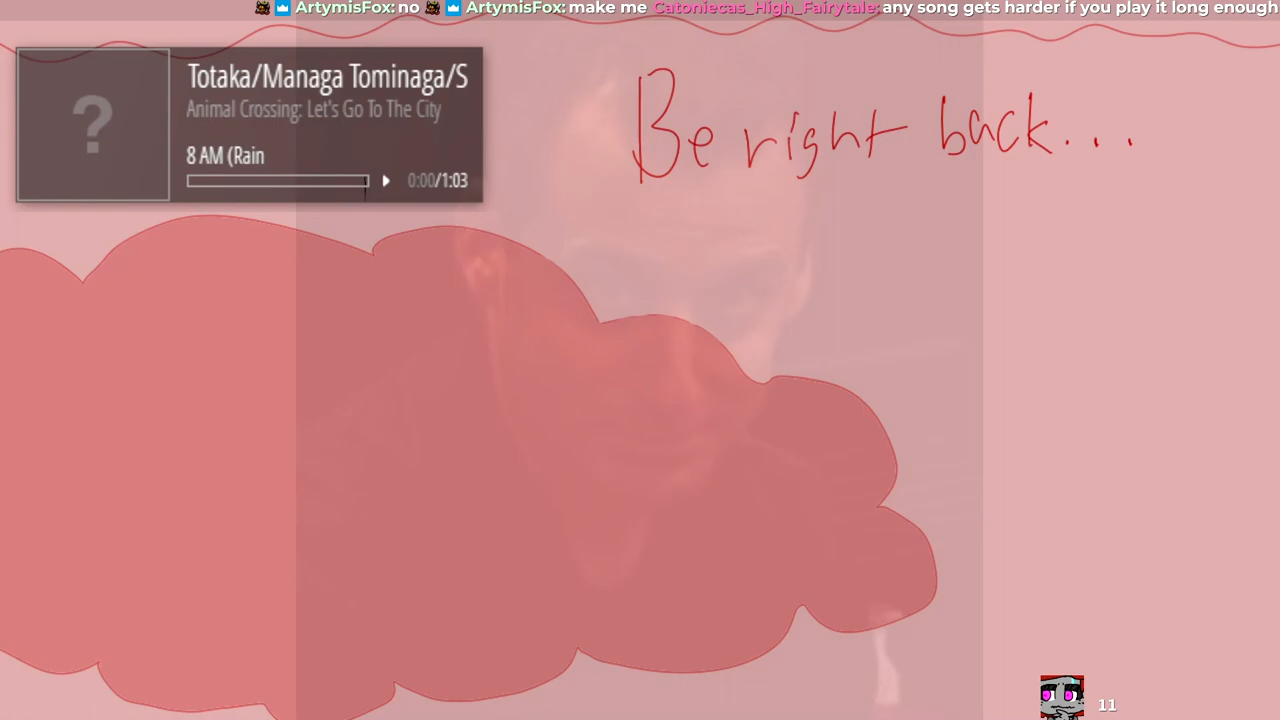 ArtymisFox: no ArtymisFox: make me Catoniecas_High_Fairytale: any song gets harder if you play it long enough
Totaka/Managa Tominaga/S
Animal Crossing: Let's Go To The City
8 AM (Rain
0:00/1:03
?
Be right back...
11